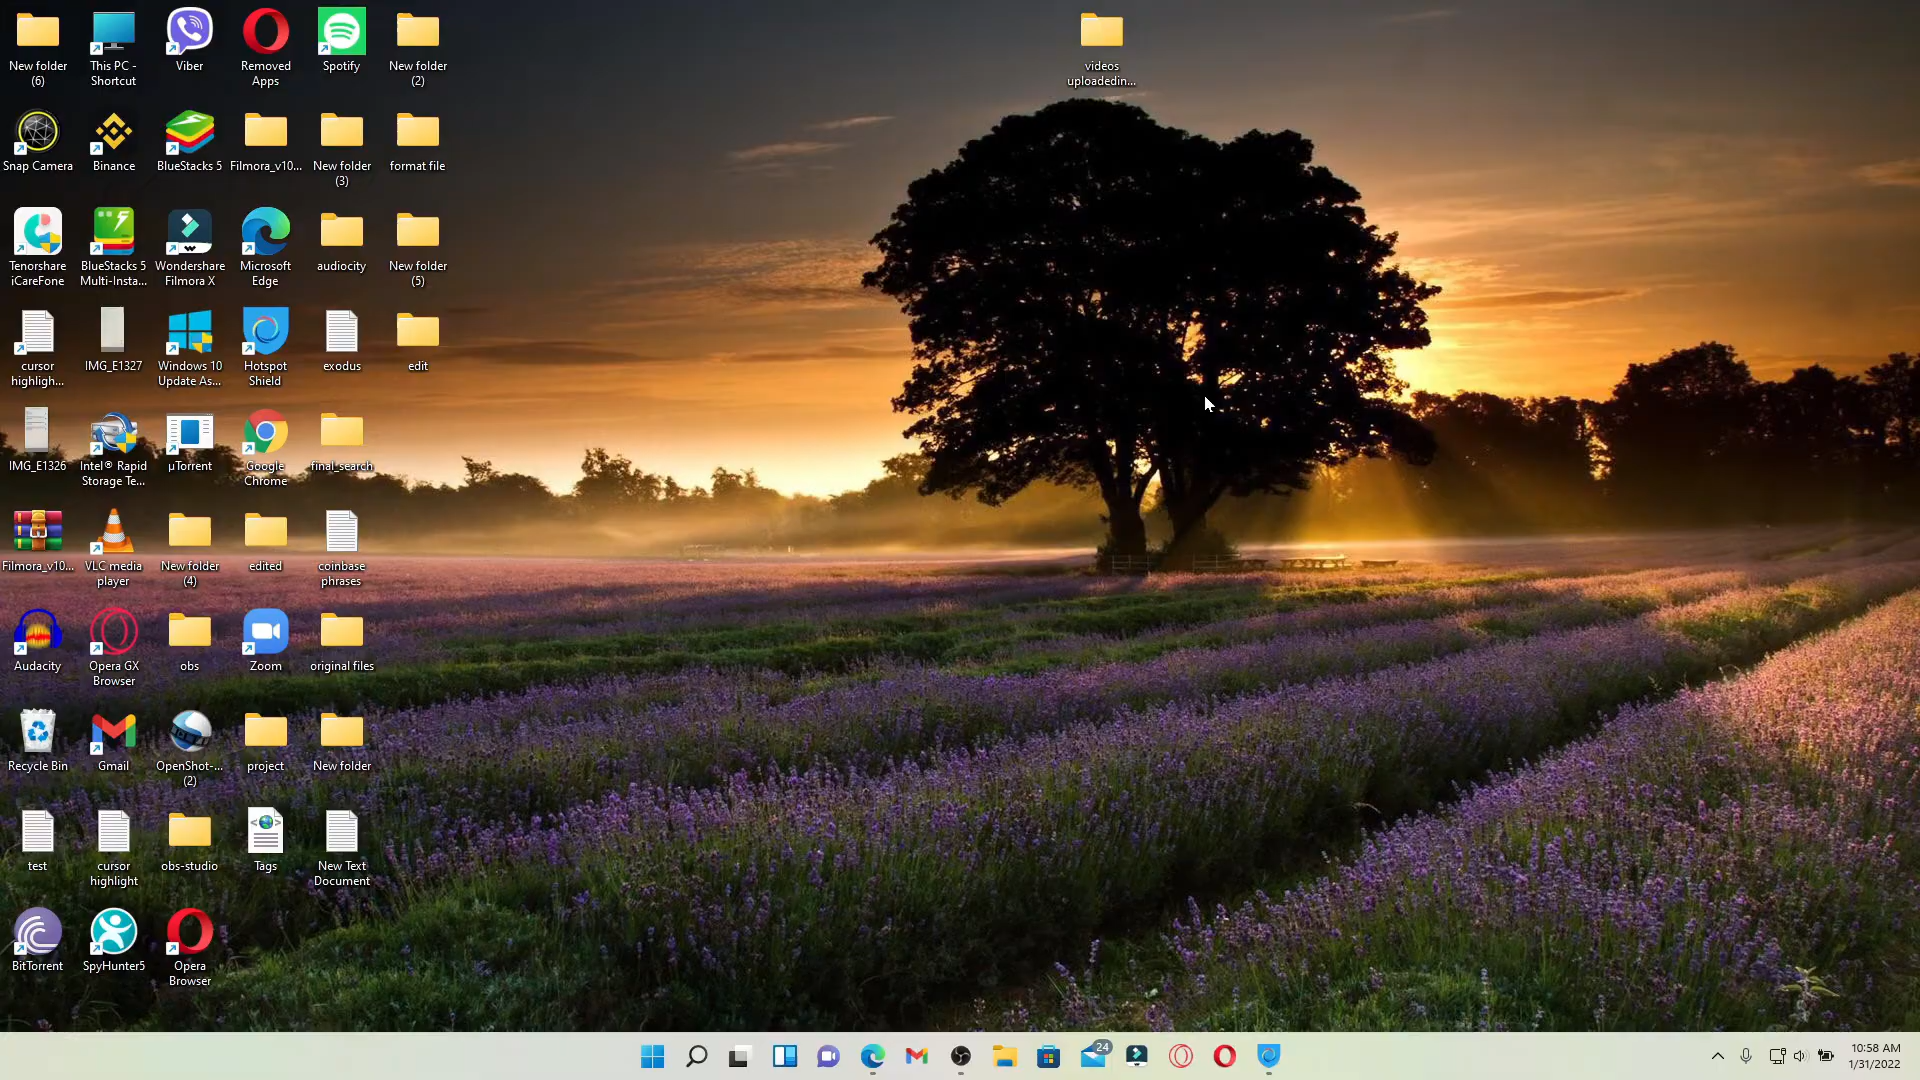 New folder
(6)
This PC -
Shortcut
Viber
Removed
Apps
Spotify
New folder
(2)
videos
uploadedin...
Snap Camera
Binance
BlueStacks 5
Filmora_v10...
New folder
(3)
format file
Tenorshare
iCareFone
BlueStacks 5
Multi-Insta...
Wondershare
Filmora X
Microsoft
Edge
audiocity
New folder
(5)
cursor
highligh...
IMG_E1327
Windows 10
Update As...
Hotspot
Shield
exodus
edit
IMG_E1326
Intel® Rapid
Storage Te...
µTorrent
Google
Chrome
final_search
Filmora_v10...
VLC media
player
New folder
(4)
edited
coinbase
phrases
Audacity
Opera GX
Browser
obs
Zoom
original files
Recycle Bin
Gmail
OpenShot-...
(2)
project
New folder
test
cursor
highlight
obs-studio
Tags
New Text
Document
BitTorrent
SpyHunter5
Opera
Browser
24
10:58 AM
1/31/2022